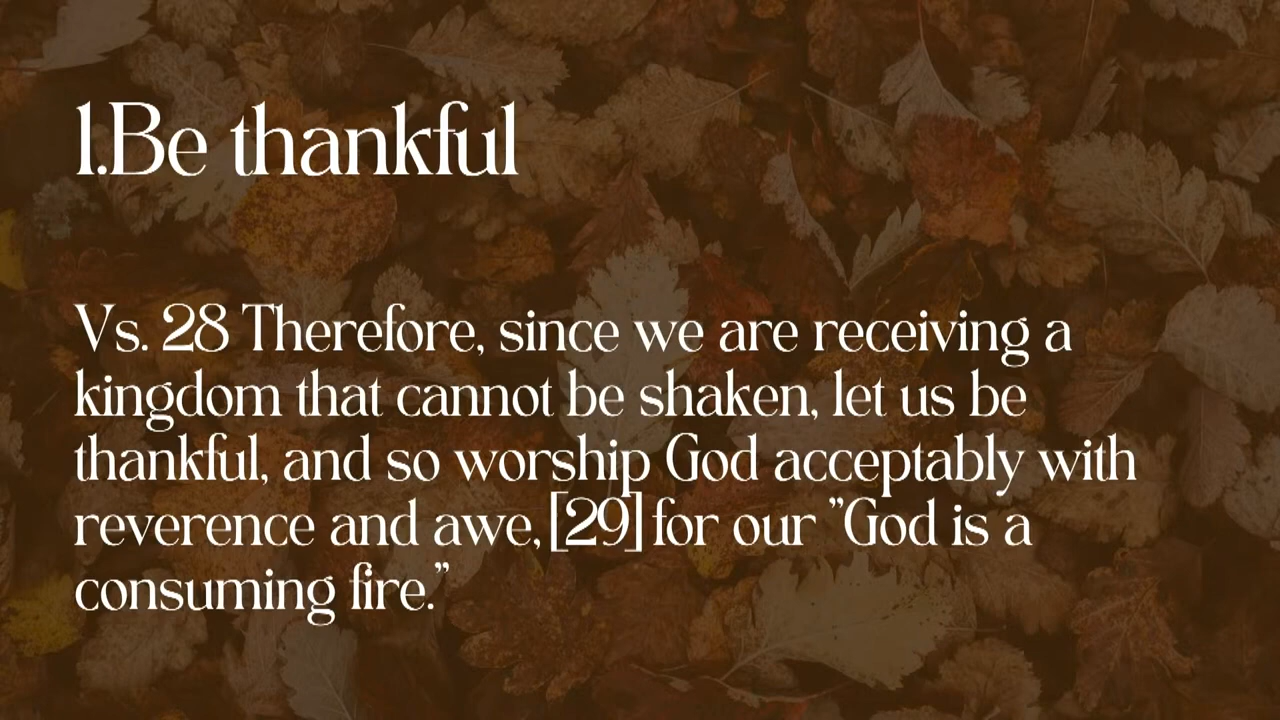 1.Be thankful
Vs. 28 Therefore, since we are receiving a
kingdom that cannot be shaken, let us be
thankful, and so worship God acceptably with
reverence and awe,[29] for our ”God is a
consuming fire.”